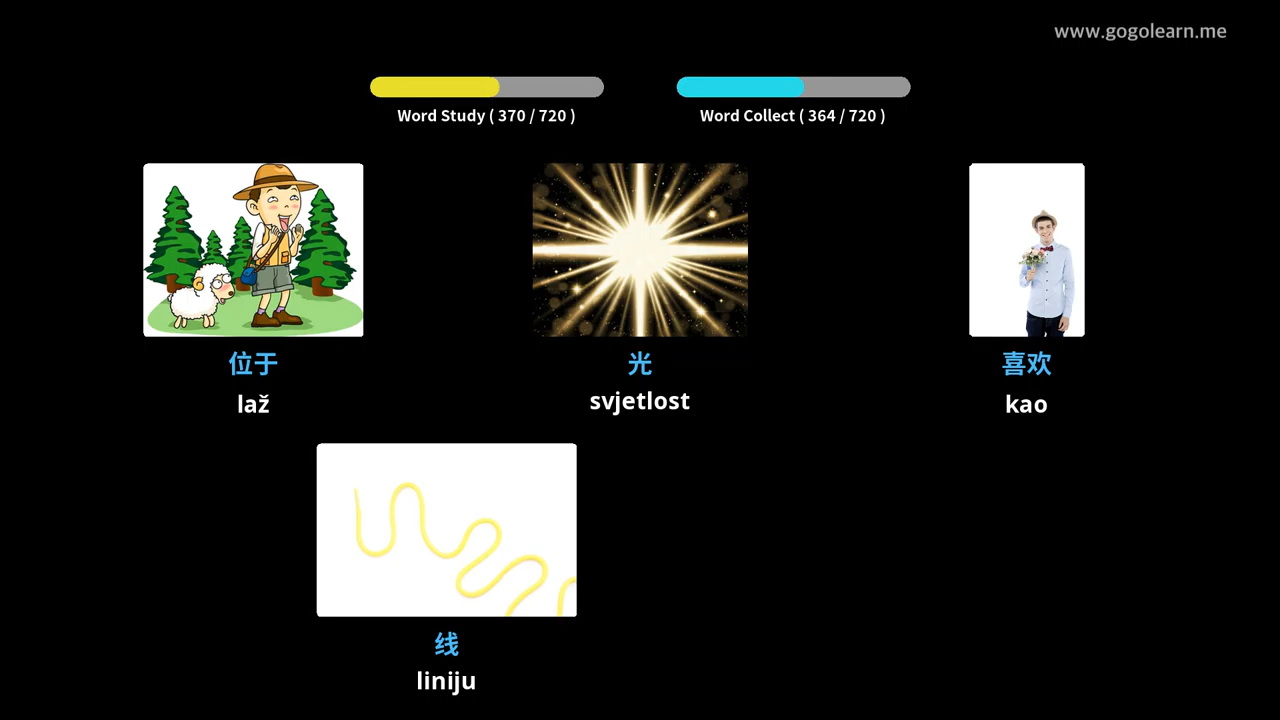 www.gogolearn.me
Word Study ( 370 / 720 )
Word Collect ( 364 / 720 )
位于
laž
光
svjetlost
喜欢
kao
线
liniju